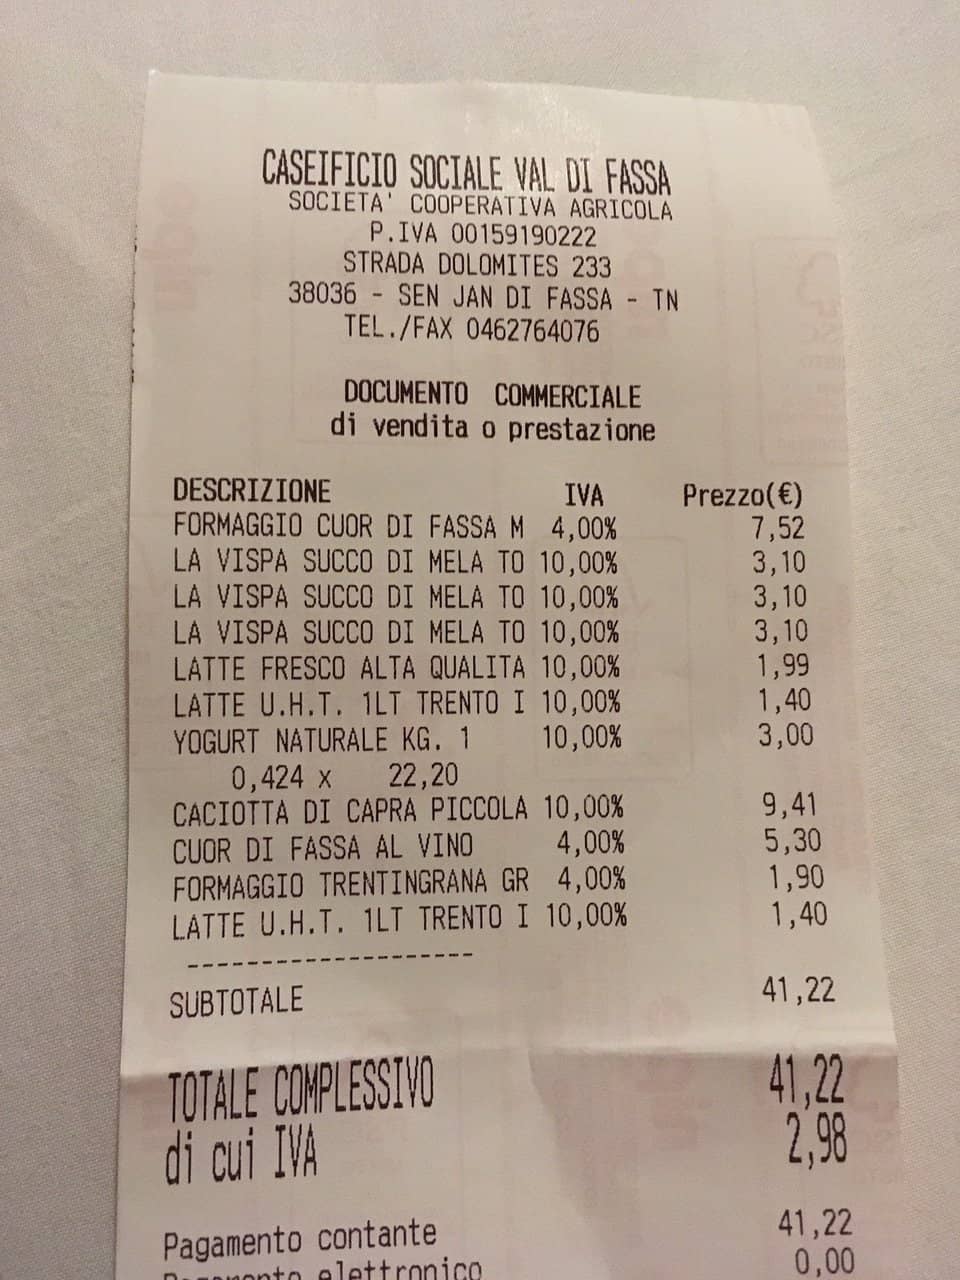 CASEIFICIO SOCIALE VAL DI FASSA
SOCIETA' COOPERATIVA AGRICOLA
P.IVA 00159190222
STRADA DOLOMITES 233
38036 - SEN JAN DI FASSA - TN
TEL./FAX 0462764076
DOCUMENTO COMMERCIALE
di vendita o prestazione
DESCRIZIONE IVA Prezzo(€)
FORMAGGIO CUOR DI FASSA M 4,00% 7,52
LA VISPA SUCCO DI MELA TO 10,00% 3,10
LA VISPA SUCCO DI MELA TO 10,00% 3,10
LA VISPA SUCCO DI MELA TO 10,00% 3,10
LATTE FRESCO ALTA QUALITA 10,00% 1,99
LATTE U.H.T. 1LT TRENTO I 10,00% 1,40
YOGURT NATURALE KG. 1 10,00% 3,00
0,424 x 22,20
CACIOTTA DI CAPRA PICCOLA 10,00% 9,41
CUOR DI FASSA AL VINO 4,00% 5,30
FORMAGGIO TRENTINGRANA GR 4,00% 1,90
LATTE U.H.T. 1LT TRENTO I 10,00% 1,40
--------------------
SUBTOTALE 41,22
TOTALE COMPLESSIVO 41,22
di cui IVA 2,98
Pagamento contante 41,22
Pagamento elettronico 0,00